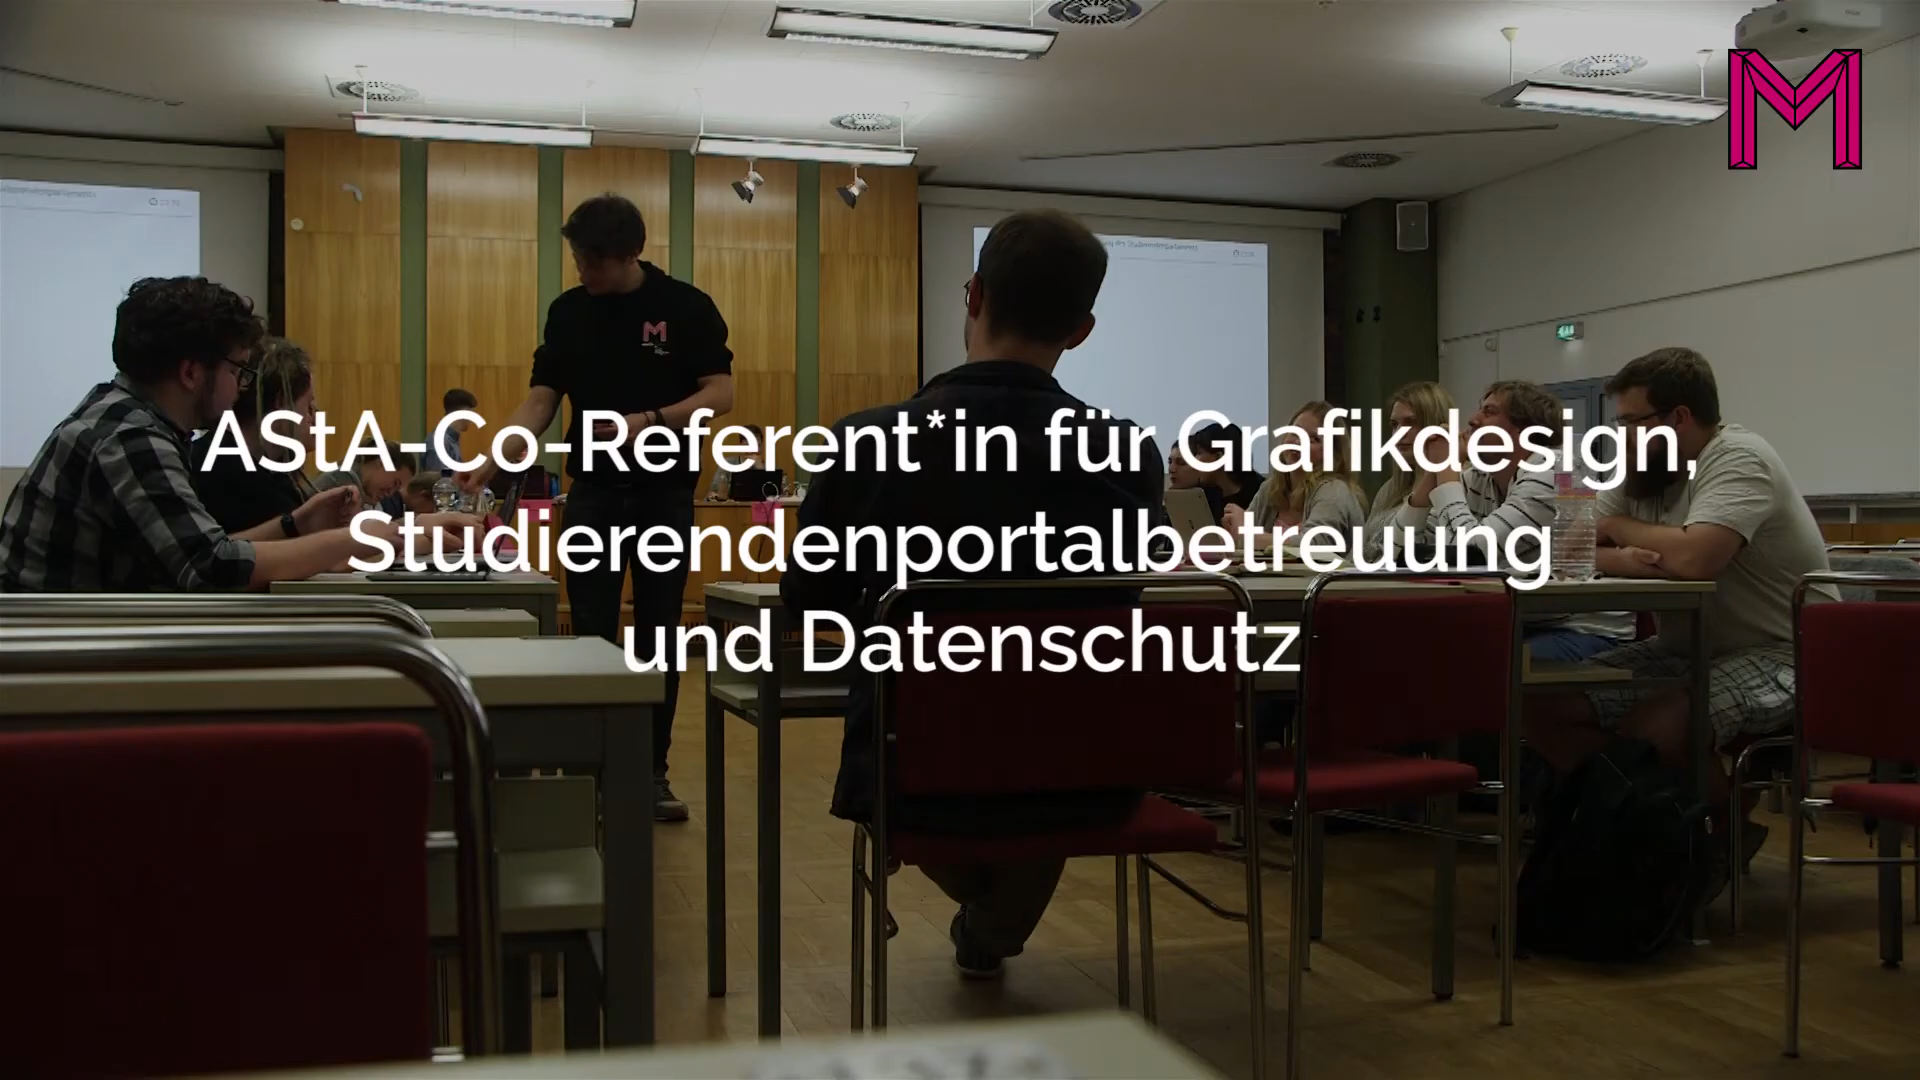 M
AStA-Co-Referent*in für Grafikdesign,
Studierendenportalbetreuung
und Datenschutz